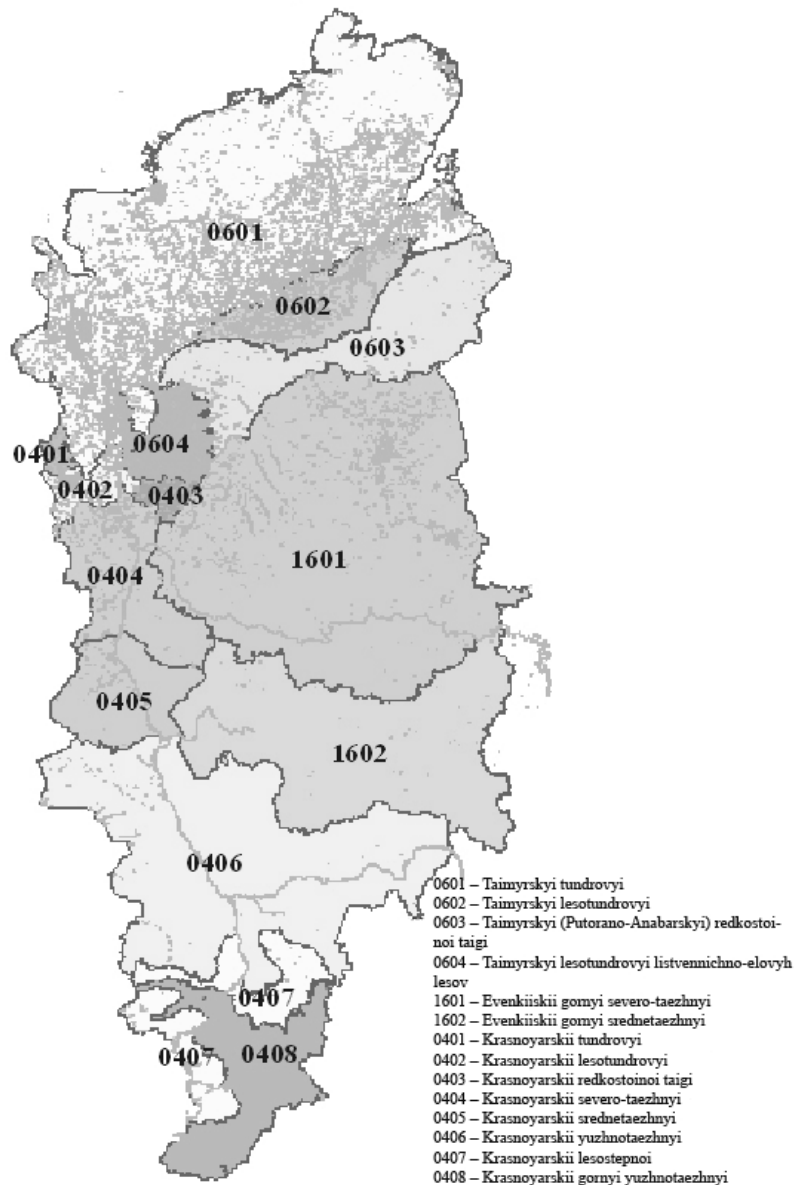 0601
0602
0603
0401
0604
0402
0403
1601
0404
0405
1602
0406
0407
0407
0408
0601 – Taimyrskyi tundrovyi
0602 – Taimyrskyi lesotundrovyi
0603 – Taimyrskyi (Putorano-Anabarskyi) redkostoi-
noi taigi
0604 – Taimyrskyi lesotundrovyi listvennichno-elovyh
lesov
1601 – Evenkiiskii gornyi severo-taezhnyi
1602 – Evenkiiskii gornyi srednetaezhnyi
0401 – Krasnoyarskii tundrovyi
0402 – Krasnoyarskii lesotundrovyi
0403 – Krasnoyarskii redkostoinoi taigi
0404 – Krasnoyarskii severo-taezhnyi
0405 – Krasnoyarskii srednetaezhnyi
0406 – Krasnoyarskii yuzhnotaezhnyi
0407 – Krasnoyarskii lesostepnoi
0408 – Krasnoyarskii gornyi yuzhnotaezhnyi